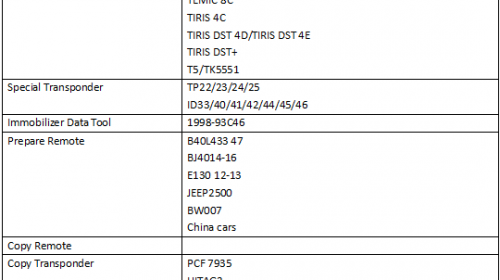 TEMIC 8C
TIRIS 4C
TIRIS DST 4D/TIRIS DST 4E
TIRIS DST+
T5/TK5551
Special Transponder TP22/23/24/25
ID33/40/41/42/44/45/46
Immobilizer Data Tool 1998-93C46
Prepare Remote B40L433 47
BJ4014-16
E130 12-13
JEEP2500
BW007
China cars
Copy Remote
Copy Transponder PCF 7935
HITAG2